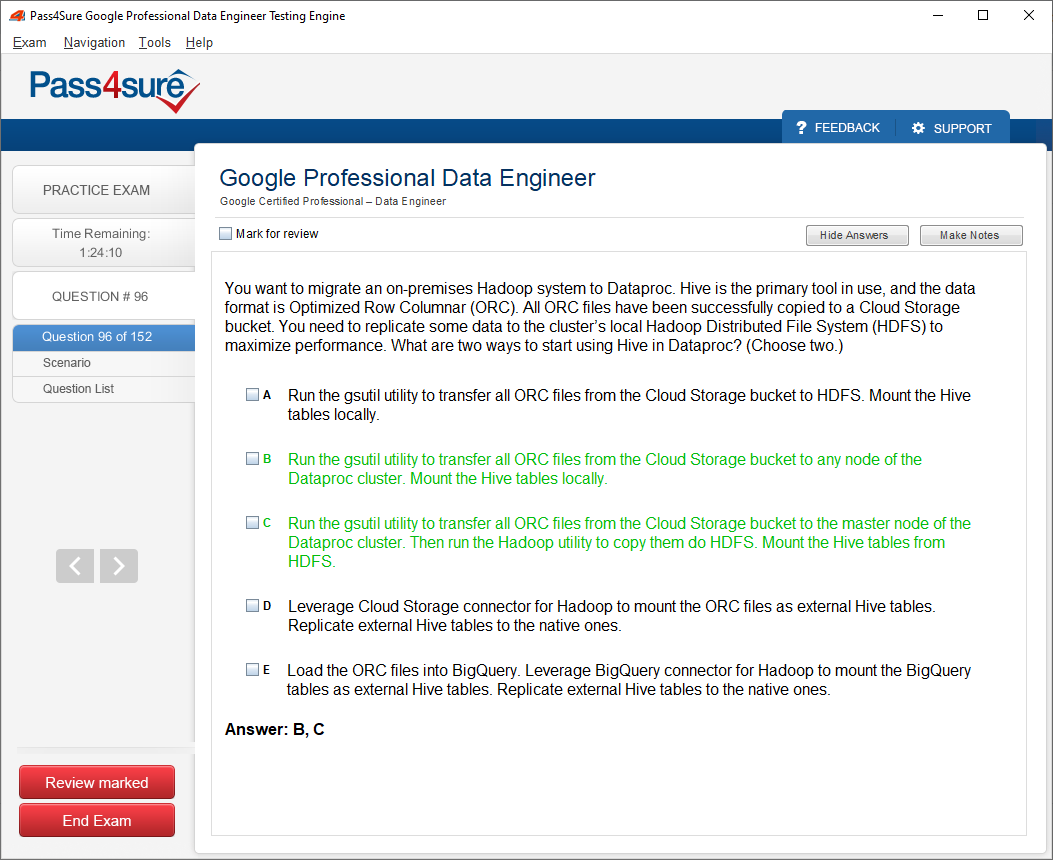 Pass4Sure Google Professional Data Engineer Testing Engine
Exam Navigation Tools Help
Pass4sure
? FEEDBACK SUPPORT
PRACTICE EXAM
Time Remaining:
1:24:10
QUESTION # 96
Question 96 of 152
Scenario
Question List
Review marked
End Exam
Google Professional Data Engineer
Google Certified Professional – Data Engineer
Mark for review
Hide Answers Make Notes
You want to migrate an on-premises Hadoop system to Dataproc. Hive is the primary tool in use, and the data
format is Optimized Row Columnar (ORC). All ORC files have been successfully copied to a Cloud Storage
bucket. You need to replicate some data to the cluster's local Hadoop Distributed File System (HDFS) to
maximize performance. What are two ways to start using Hive in Dataproc? (Choose two.)
A Run the gsutil utility to transfer all ORC files from the Cloud Storage bucket to HDFS. Mount the Hive
tables locally.
B Run the gsutil utility to transfer all ORC files from the Cloud Storage bucket to any node of the
Dataproc cluster. Mount the Hive tables locally.
C Run the gsutil utility to transfer all ORC files from the Cloud Storage bucket to the master node of the
Dataproc cluster. Then run the Hadoop utility to copy them do HDFS. Mount the Hive tables from
HDFS.
D Leverage Cloud Storage connector for Hadoop to mount the ORC files as external Hive tables.
Replicate external Hive tables to the native ones.
E Load the ORC files into BigQuery. Leverage BigQuery connector for Hadoop to mount the BigQuery
tables as external Hive tables. Replicate external Hive tables to the native ones.
Answer: B, C